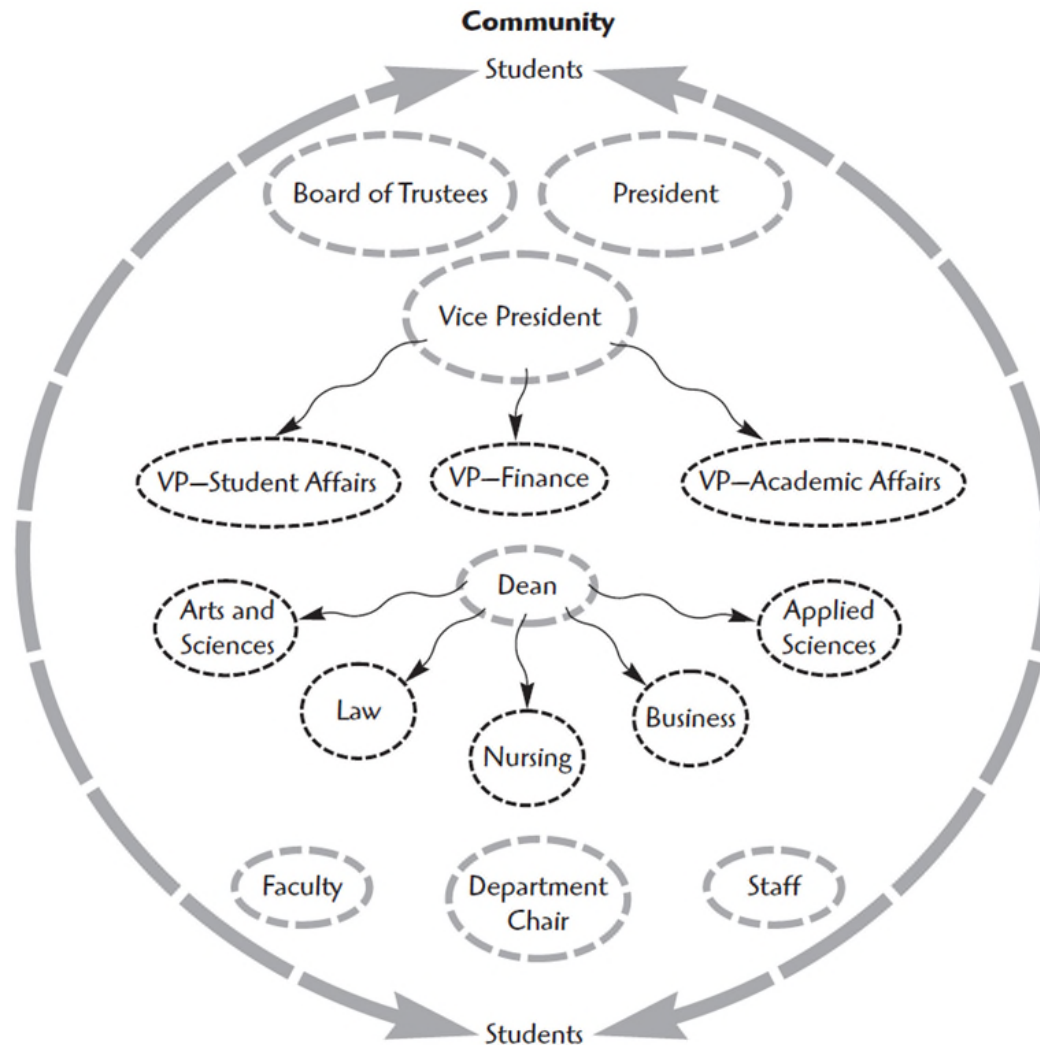 Community
Students
Board of Trustees
President
Vice President
VP—Student Affairs
VP—Finance
VP—Academic Affairs
Dean
Arts and
Sciences
Applied
Sciences
Law
Business
Nursing
Faculty
Department
Chair
Staff
Students